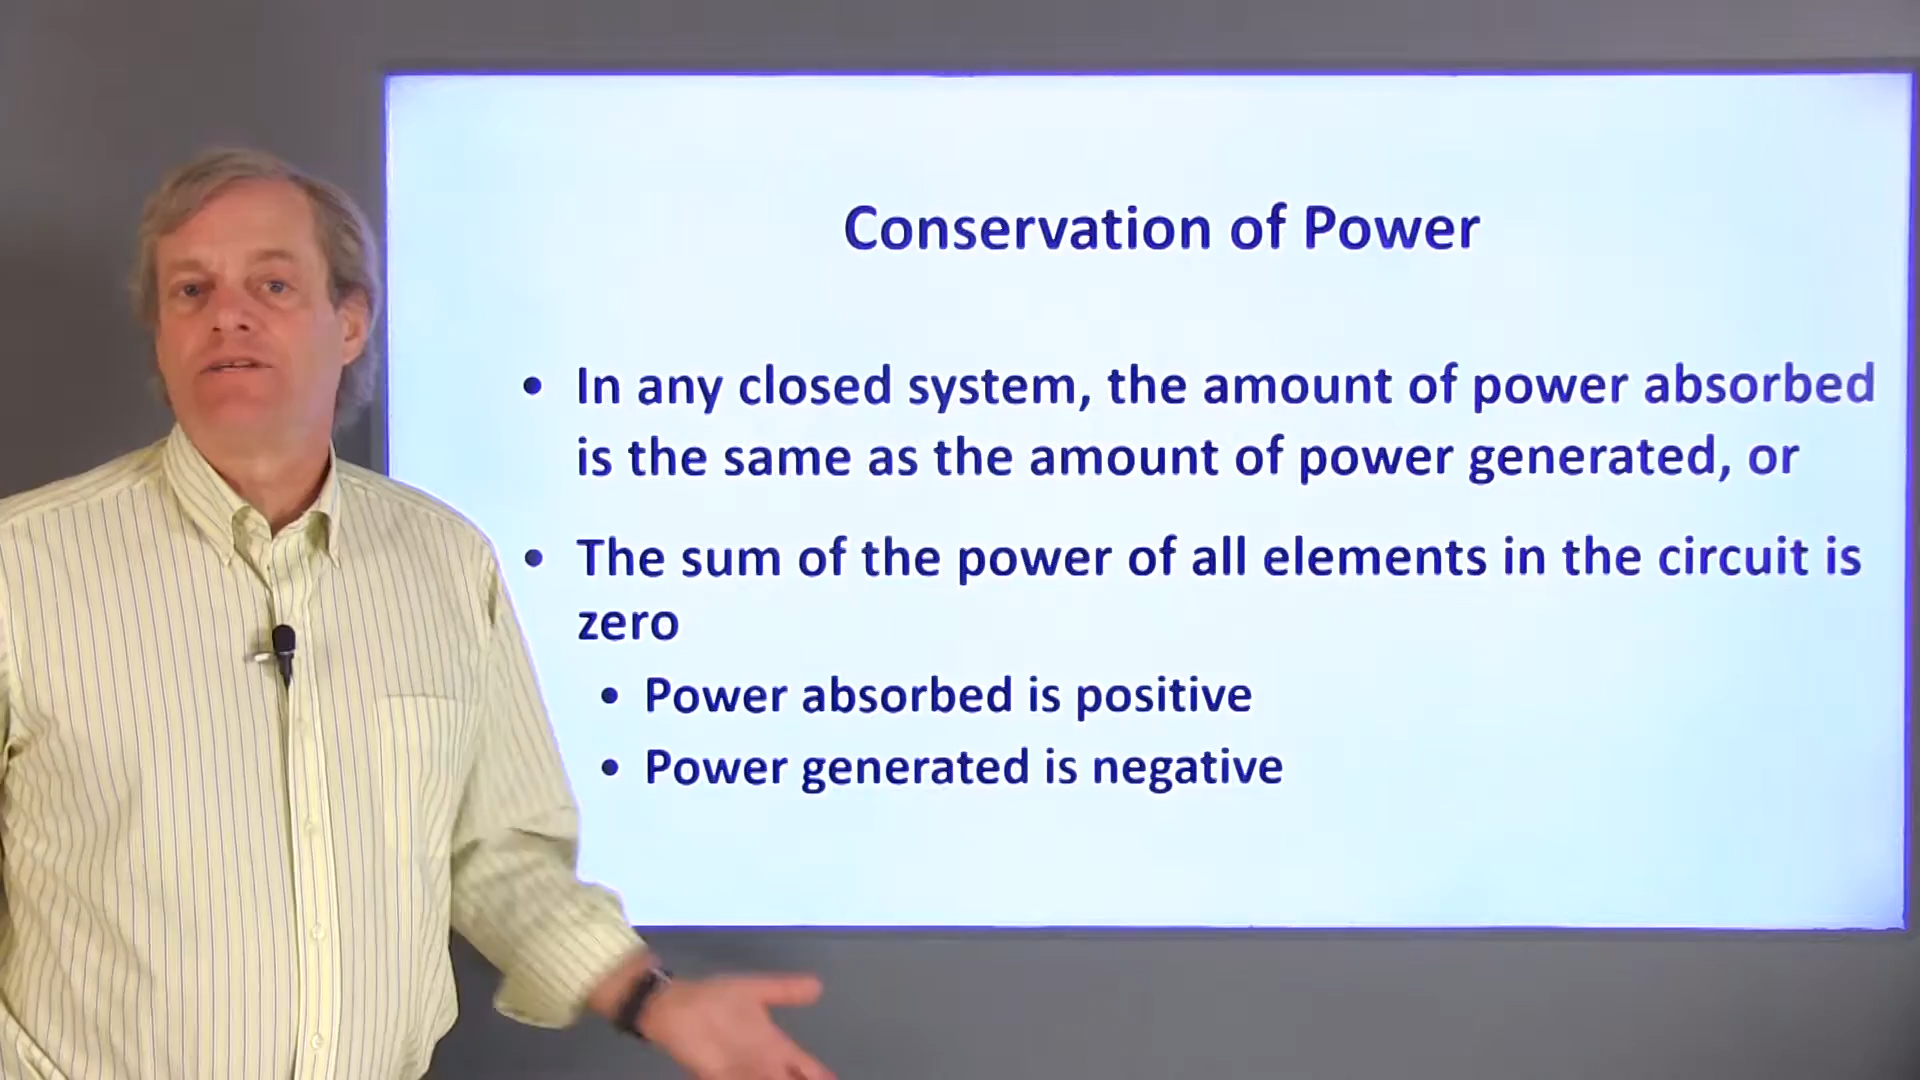 Conservation of Power
• In any closed system, the amount of power absorbed
is the same as the amount of power generated, or
• The sum of the power of all elements in the circuit is
zero
• Power absorbed is positive
• Power generated is negative